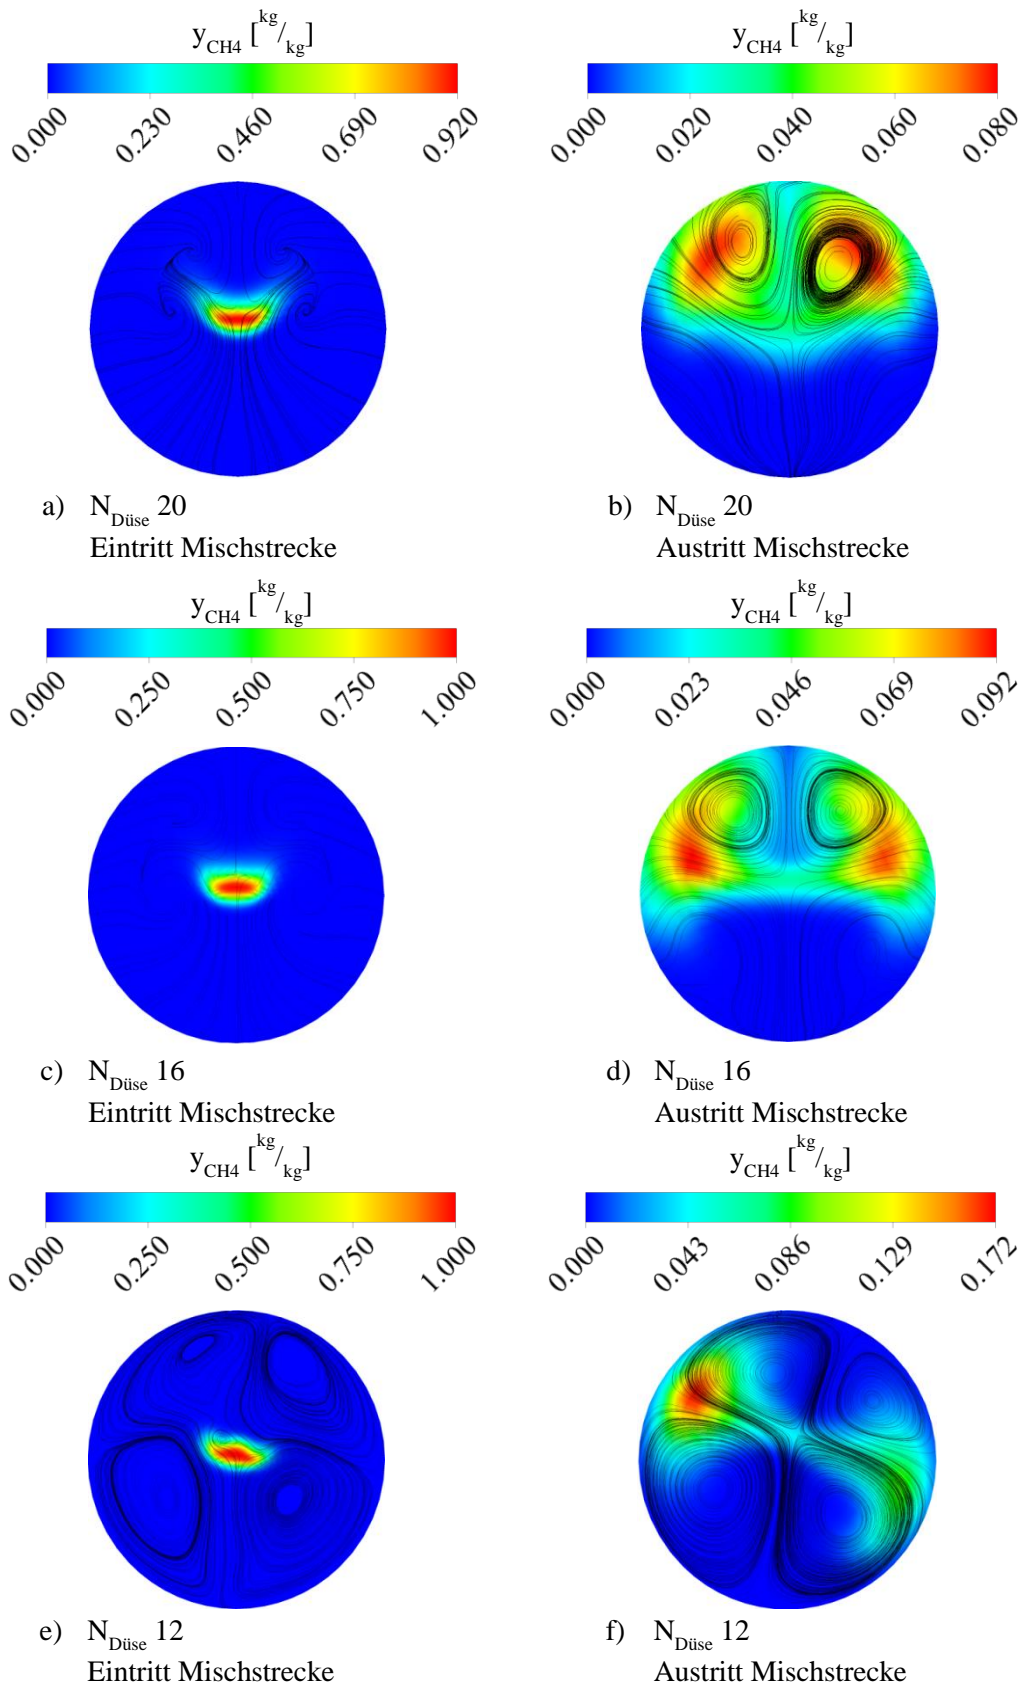 y_CH4 [kg/kg]
0.000 0.230 0.460 0.690 0.920
y_CH4 [kg/kg]
0.000 0.020 0.040 0.060 0.080
a) N_Düse 20
Eintritt Mischstrecke
b) N_Düse 20
Austritt Mischstrecke
y_CH4 [kg/kg]
0.000 0.250 0.500 0.750 1.000
y_CH4 [kg/kg]
0.000 0.023 0.046 0.069 0.092
c) N_Düse 16
Eintritt Mischstrecke
d) N_Düse 16
Austritt Mischstrecke
y_CH4 [kg/kg]
0.000 0.250 0.500 0.750 1.000
y_CH4 [kg/kg]
0.000 0.043 0.086 0.129 0.172
e) N_Düse 12
Eintritt Mischstrecke
f) N_Düse 12
Austritt Mischstrecke